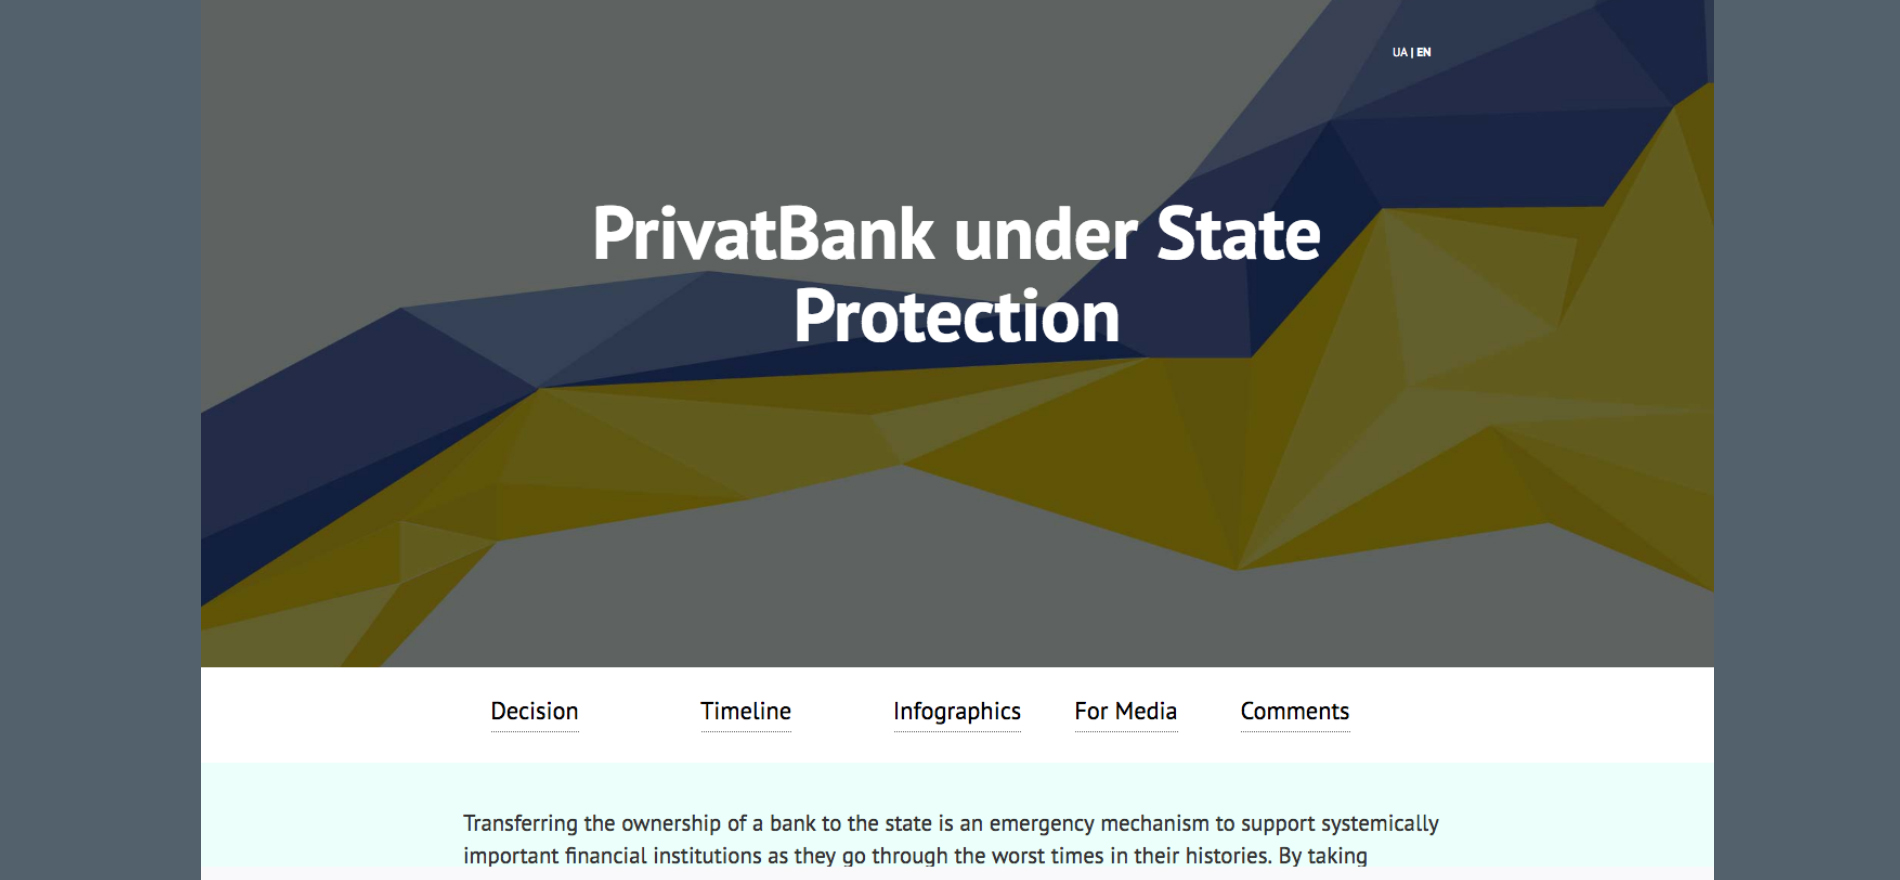 UA | EN
PrivatBank under State
Protection
Decision Timeline Infographics For Media Comments
Transferring the ownership of a bank to the state is an emergency mechanism to support systemically
important financial institutions as they go through the worst times in their histories. By taking